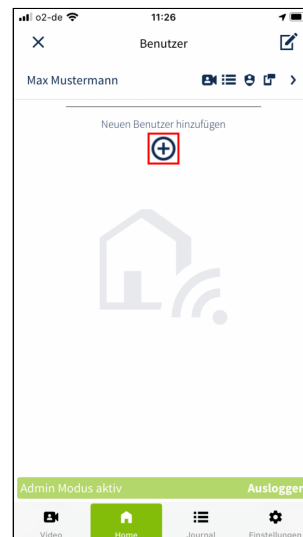 o2-de 11:26
Benutzer
Max Mustermann
Neuen Benutzer hinzufügen
Admin Modus aktiv Ausloggen
Video Home Journal Einstellungen